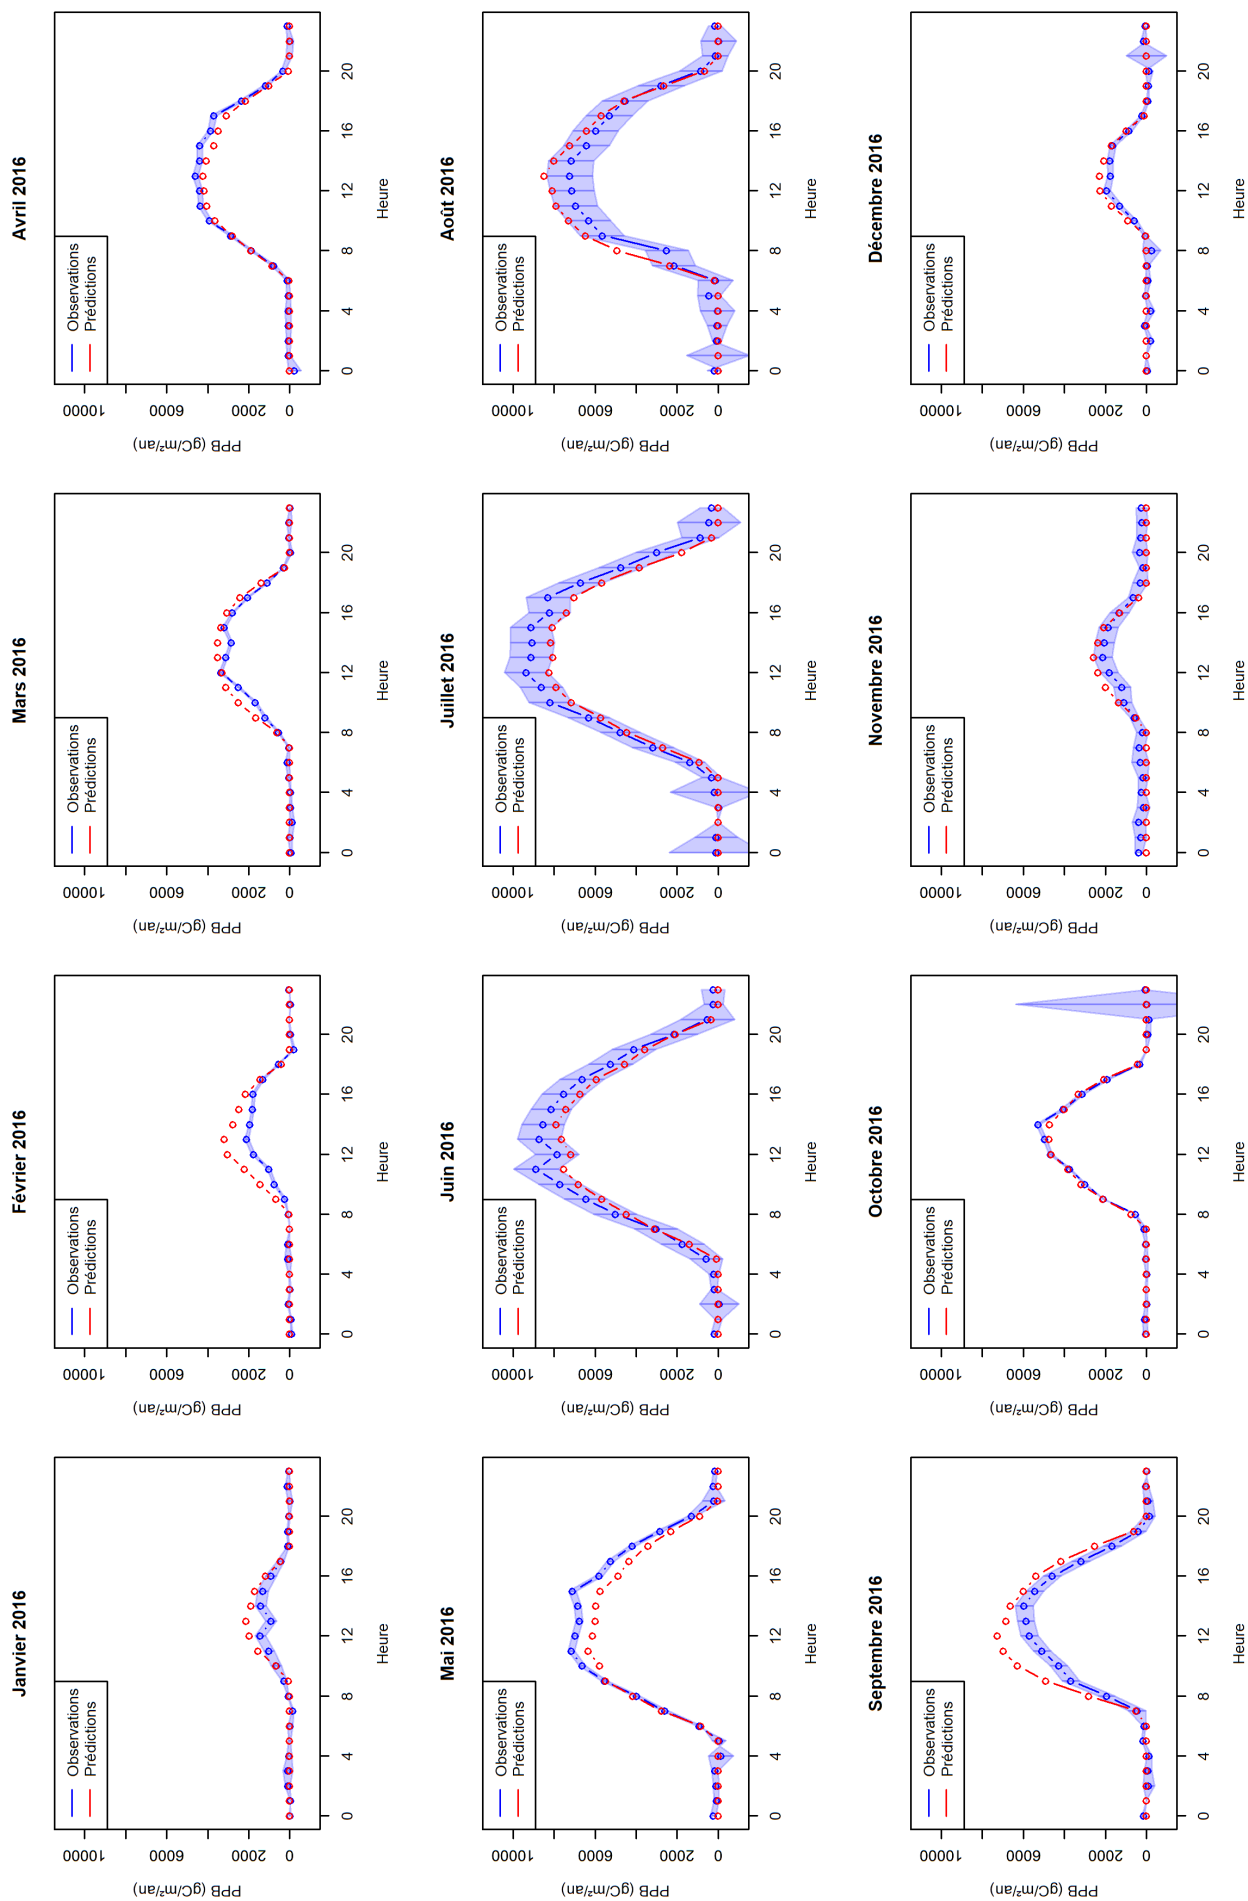 Janvier 2016
Observations
Prédictions
PPB (gC/m²/an)
10000
6000
2000
0
0 4 8 12 16 20
Heure
Février 2016
Observations
Prédictions
PPB (gC/m²/an)
10000
6000
2000
0
0 4 8 12 16 20
Heure
Mars 2016
Observations
Prédictions
PPB (gC/m²/an)
10000
6000
2000
0
0 4 8 12 16 20
Heure
Avril 2016
Observations
Prédictions
PPB (gC/m²/an)
10000
6000
2000
0
0 4 8 12 16 20
Heure
Mai 2016
Observations
Prédictions
PPB (gC/m²/an)
10000
6000
2000
0
0 4 8 12 16 20
Heure
Juin 2016
Observations
Prédictions
PPB (gC/m²/an)
10000
6000
2000
0
0 4 8 12 16 20
Heure
Juillet 2016
Observations
Prédictions
PPB (gC/m²/an)
10000
6000
2000
0
0 4 8 12 16 20
Heure
Août 2016
Observations
Prédictions
PPB (gC/m²/an)
10000
6000
2000
0
0 4 8 12 16 20
Heure
Septembre 2016
Observations
Prédictions
PPB (gC/m²/an)
10000
6000
2000
0
0 4 8 12 16 20
Heure
Octobre 2016
Observations
Prédictions
PPB (gC/m²/an)
10000
6000
2000
0
0 4 8 12 16 20
Heure
Novembre 2016
Observations
Prédictions
PPB (gC/m²/an)
10000
6000
2000
0
0 4 8 12 16 20
Heure
Décembre 2016
Observations
Prédictions
PPB (gC/m²/an)
10000
6000
2000
0
0 4 8 12 16 20
Heure